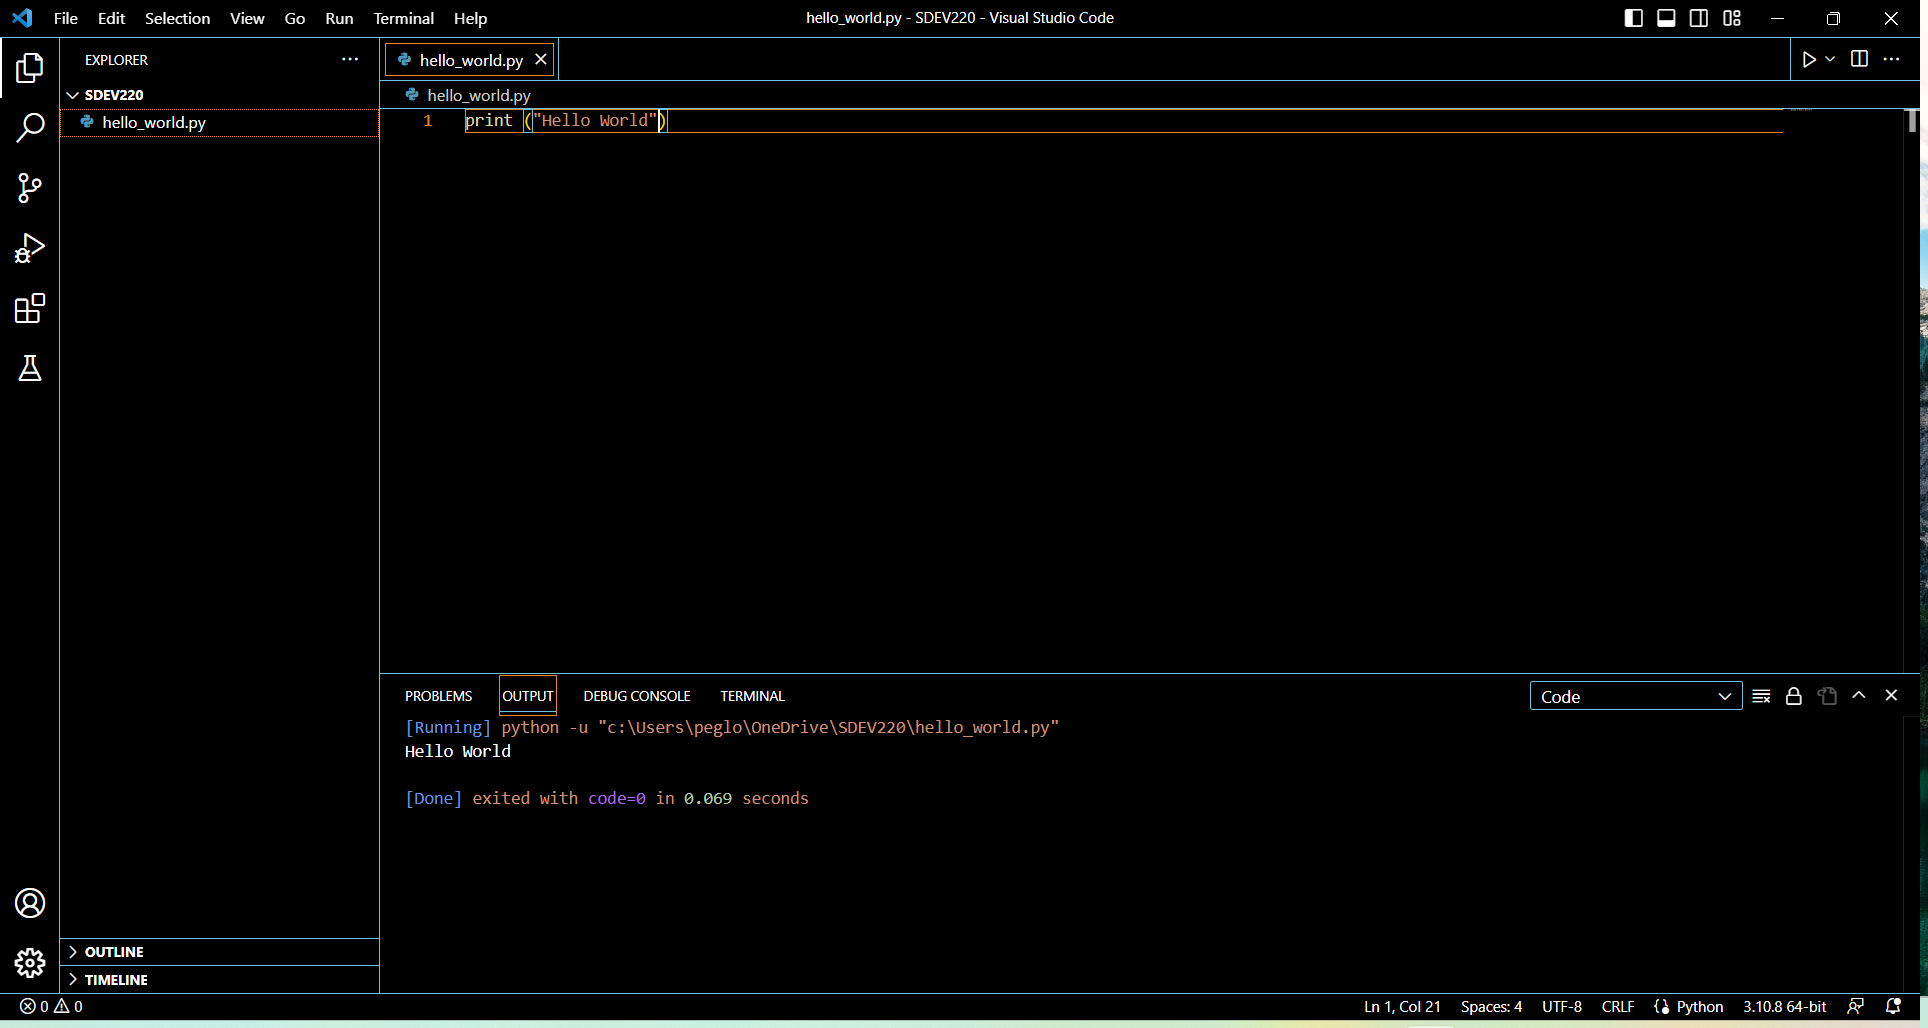 File Edit Selection View Go Run Terminal Help
hello_world.py - SDEV220 - Visual Studio Code
EXPLORER
hello_world.py
SDEV220
hello_world.py
hello_world.py
1 print ("Hello World")
PROBLEMS OUTPUT DEBUG CONSOLE TERMINAL
Code
[Running] python -u "c:\Users\peglo\OneDrive\SDEV220\hello_world.py"
Hello World
[Done] exited with code=0 in 0.069 seconds
OUTLINE
TIMELINE
0 0
Ln 1, Col 21 Spaces: 4 UTF-8 CRLF Python 3.10.8 64-bit